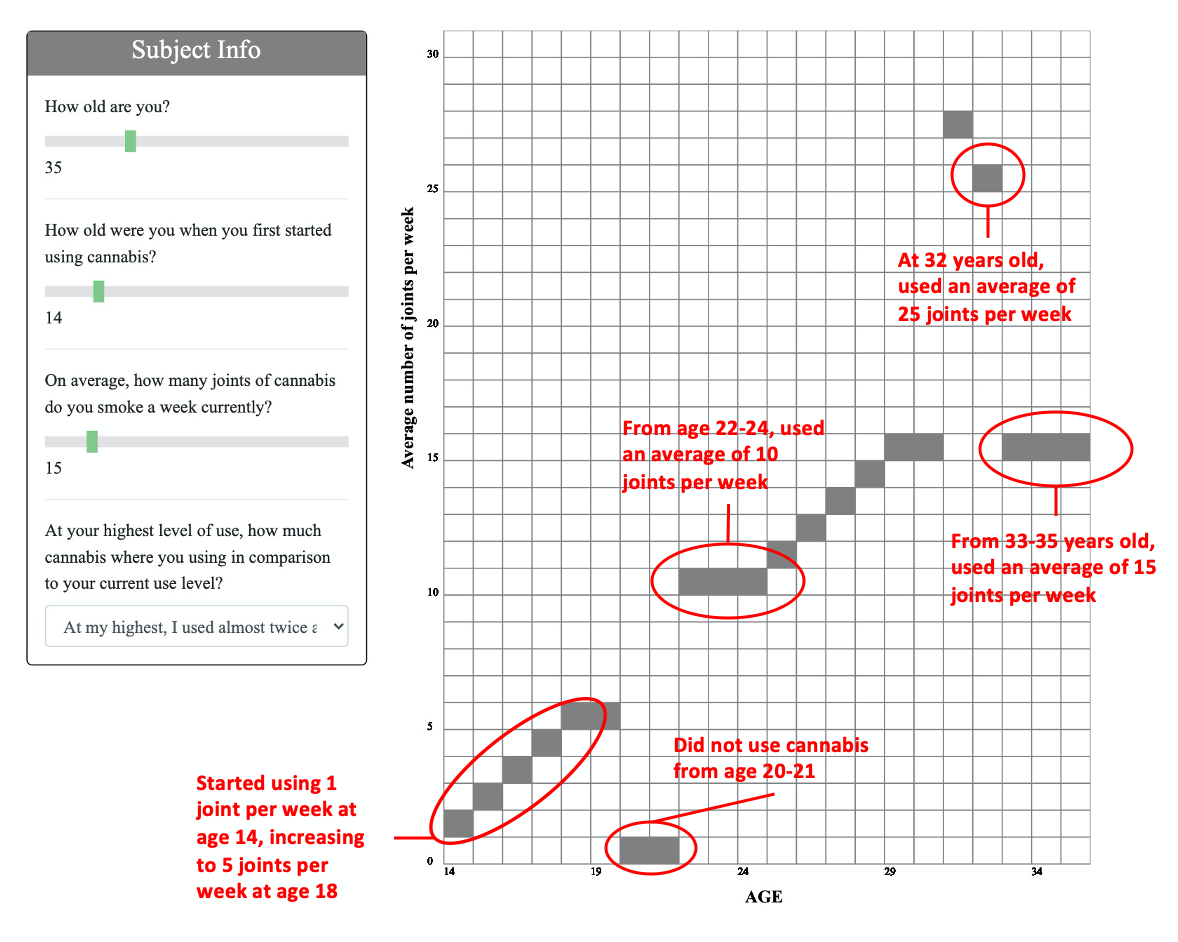 Subject Info
How old are you?
35
How old were you when you first started
using cannabis?
14
On average, how many joints of cannabis
do you smoke a week currently?
15
At your highest level of use, how much
cannabis where you using in comparison
to your current use level?
At my highest, I used almost twice a
Average number of joints per week
30
25
20
15
10
5
0
14
19
24
29
34
AGE
At 32 years old,
used an average of
25 joints per week
From age 22-24, used
an average of 10
joints per week
From 33-35 years old,
used an average of 15
joints per week
Did not use cannabis
from age 20-21
Started using 1
joint per week at
age 14, increasing
to 5 joints per
week at age 18